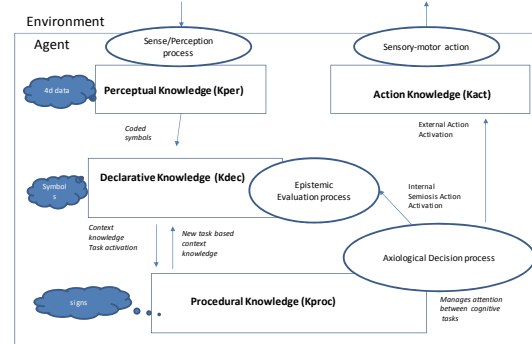 Environment
Agent
Sense/Perception
process
Sensory-motor action
4d data
Perceptual Knowledge (Kper)
Action Knowledge (Kact)
Coded
symbols
External Action
Activation
Declarative Knowledge (Kdec)
Symbol
s
Epistemic
Evaluation process
Internal
Semiosis Action
Activation
Context
knowledge
Task activation
New task based
context
knowledge
Axiological Decision process
signs
Procedural Knowledge (Kproc)
Manages attention
between cognitive
tasks